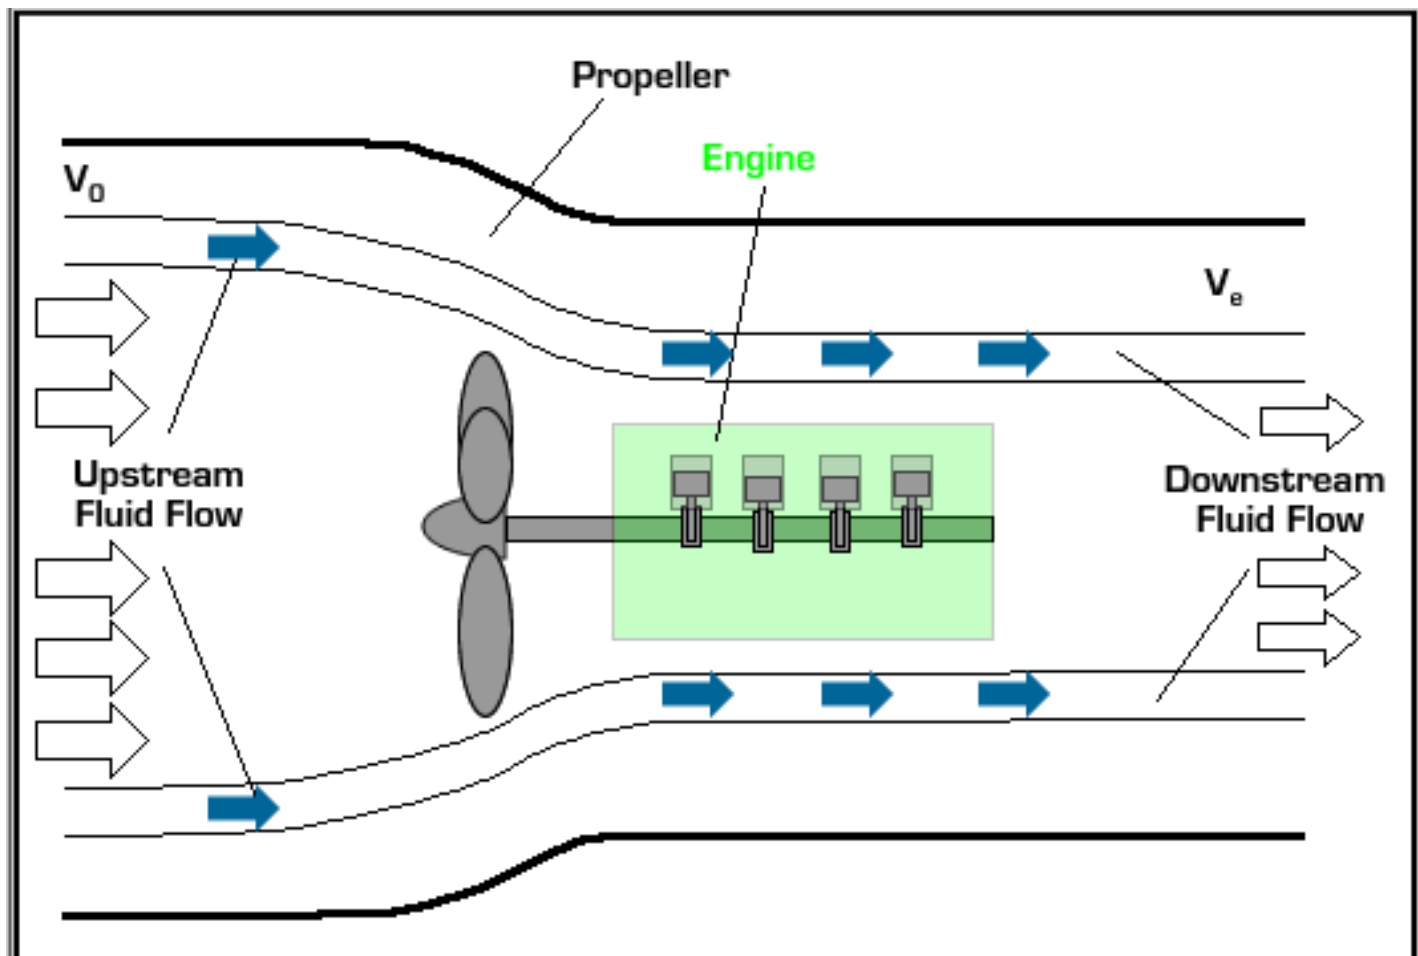 Propeller
Engine
V0
Ve
Upstream
Fluid Flow
Downstream
Fluid Flow